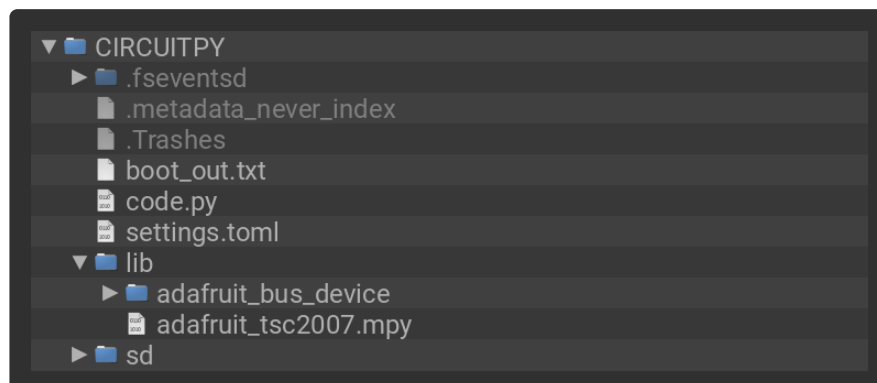 CIRCUITPY
.fseventsd
.metadata_never_index
.Trashes
boot_out.txt
code.py
settings.toml
lib
adafruit_bus_device
adafruit_tsc2007.mpy
sd